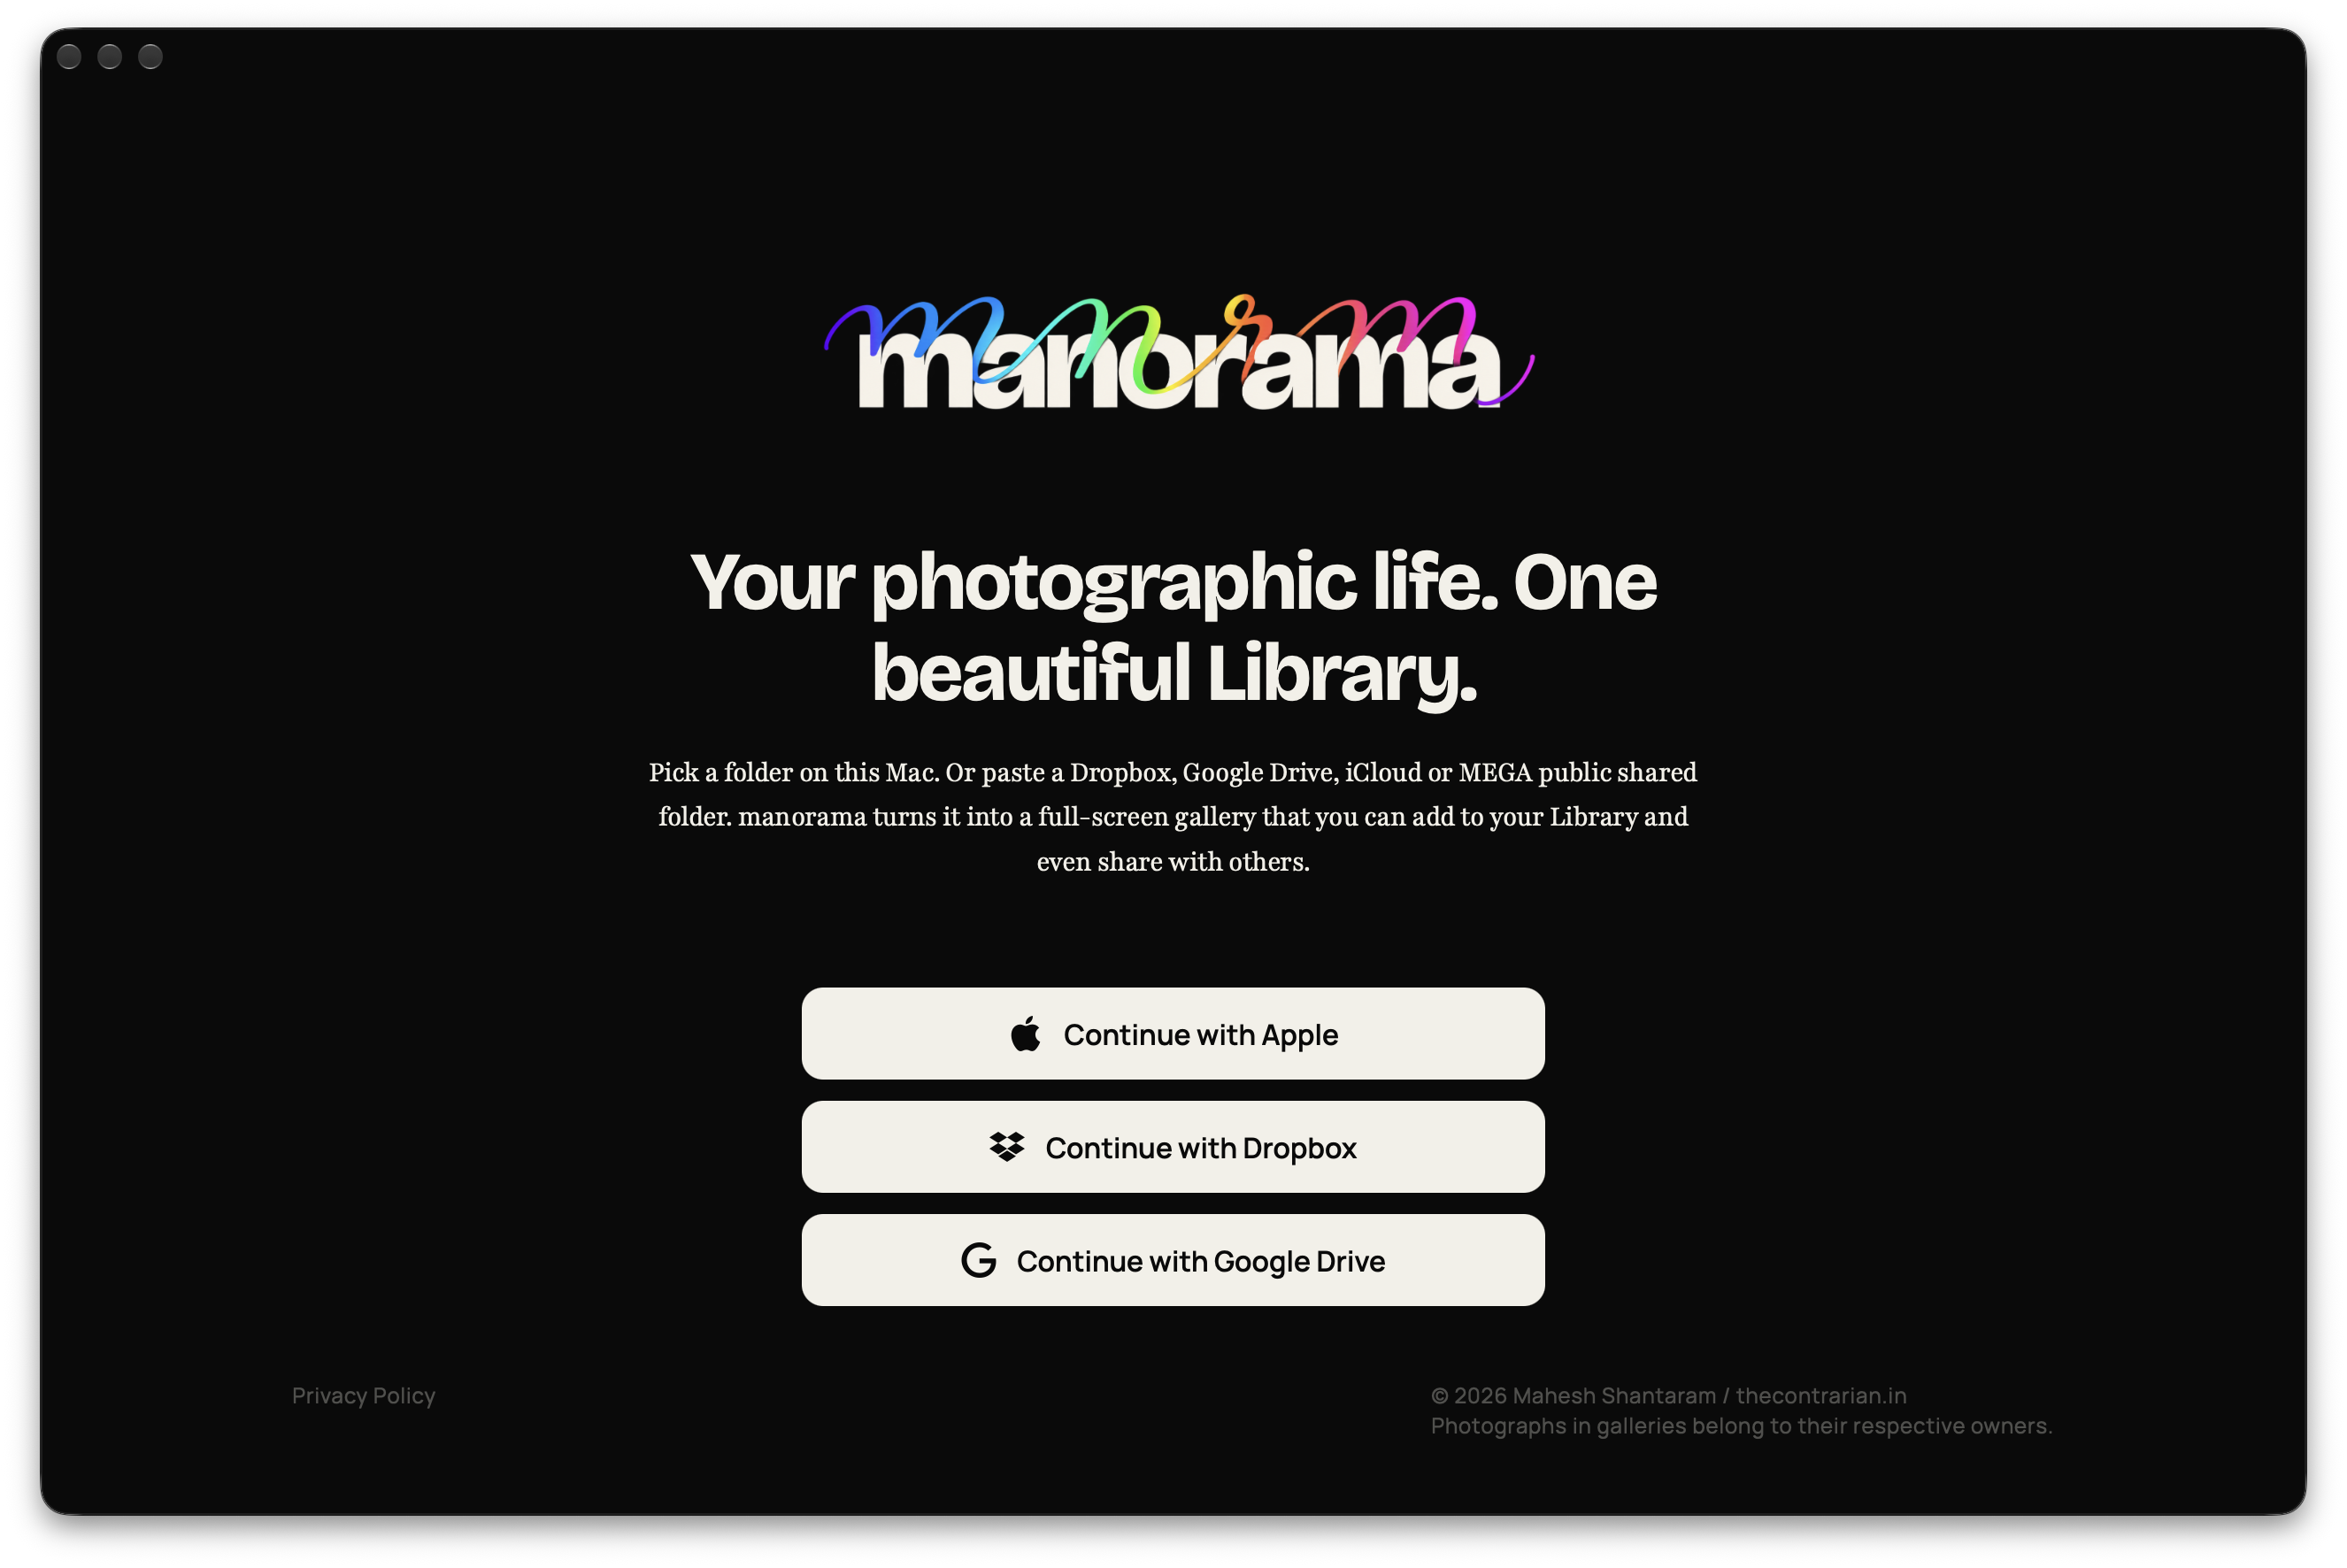 manorama
Your photographic life. One
beautiful Library.
Pick a folder on this Mac. Or paste a Dropbox, Google Drive, iCloud or MEGA public shared
folder. manorama turns it into a full-screen gallery that you can add to your Library and
even share with others.
Continue with Apple
Continue with Dropbox
Continue with Google Drive
Privacy Policy
© 2026 Mahesh Shantaram / thecontrarian.in
Photographs in galleries belong to their respective owners.